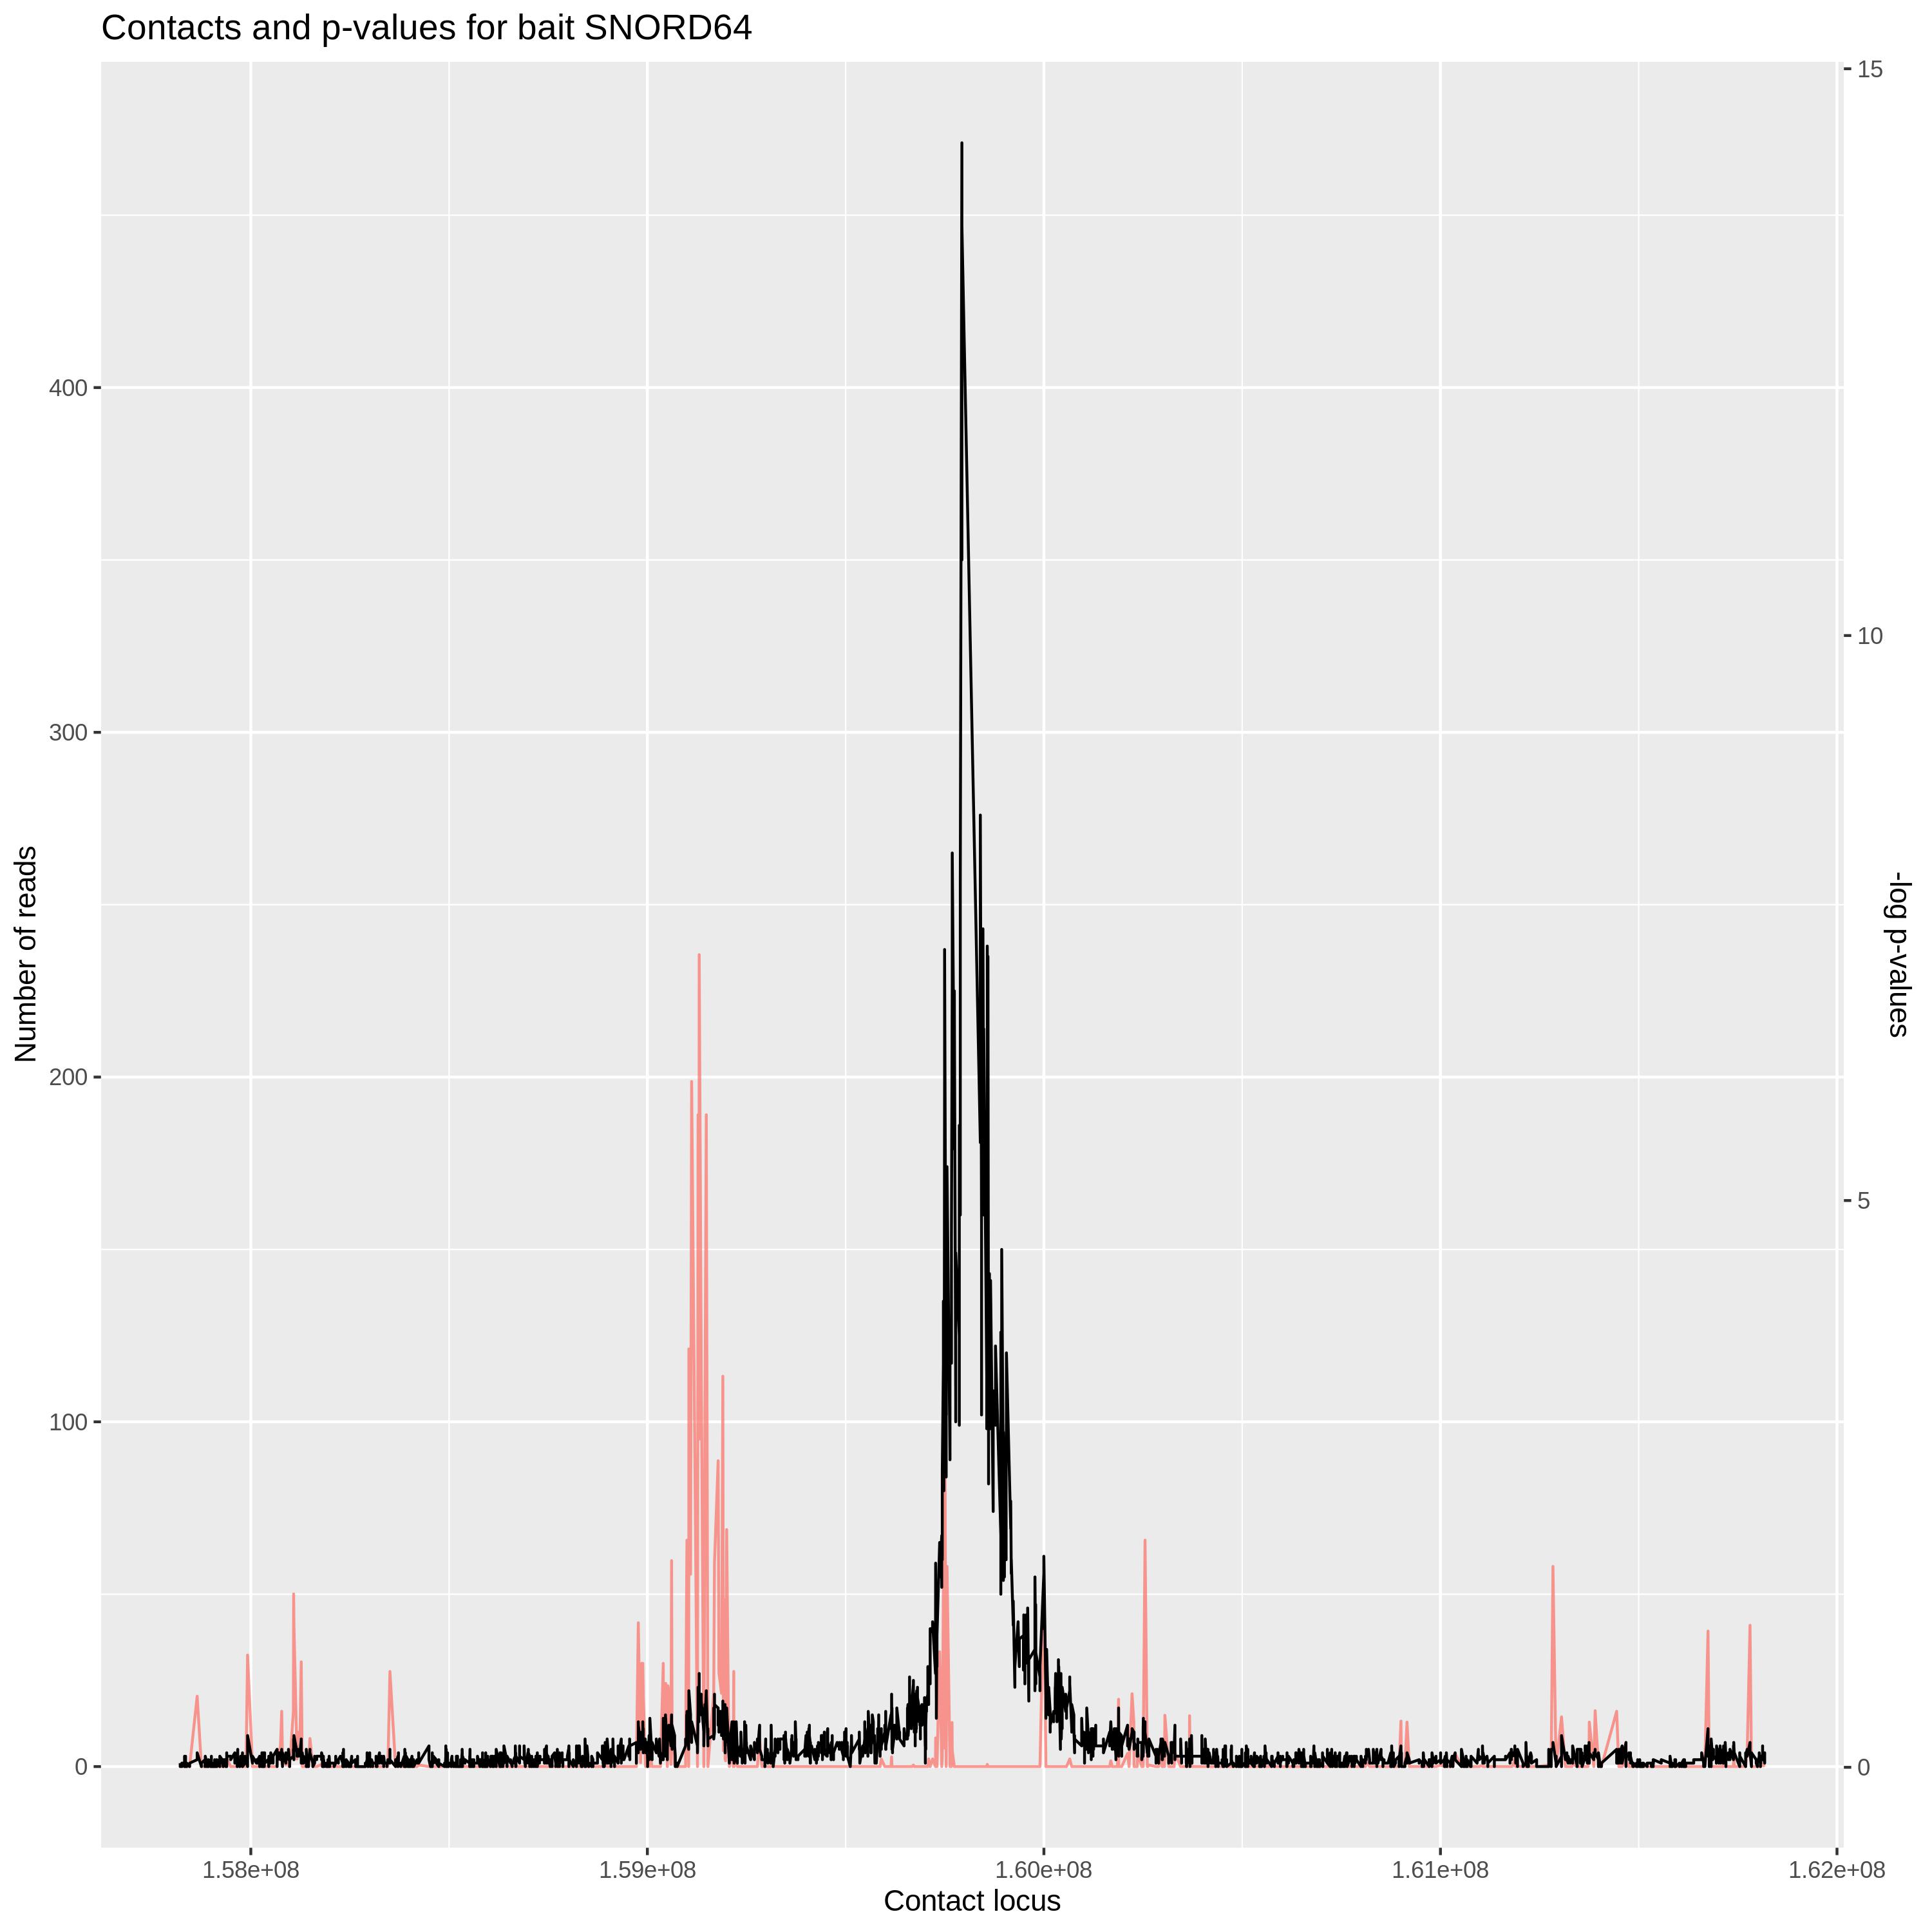 Contacts and p-values for bait SNORD64
15
400
10
300
Number of reads
-log p-values
200
5
100
0
0
1.58e+08
1.59e+08
1.60e+08
1.61e+08
1.62e+08
Contact locus